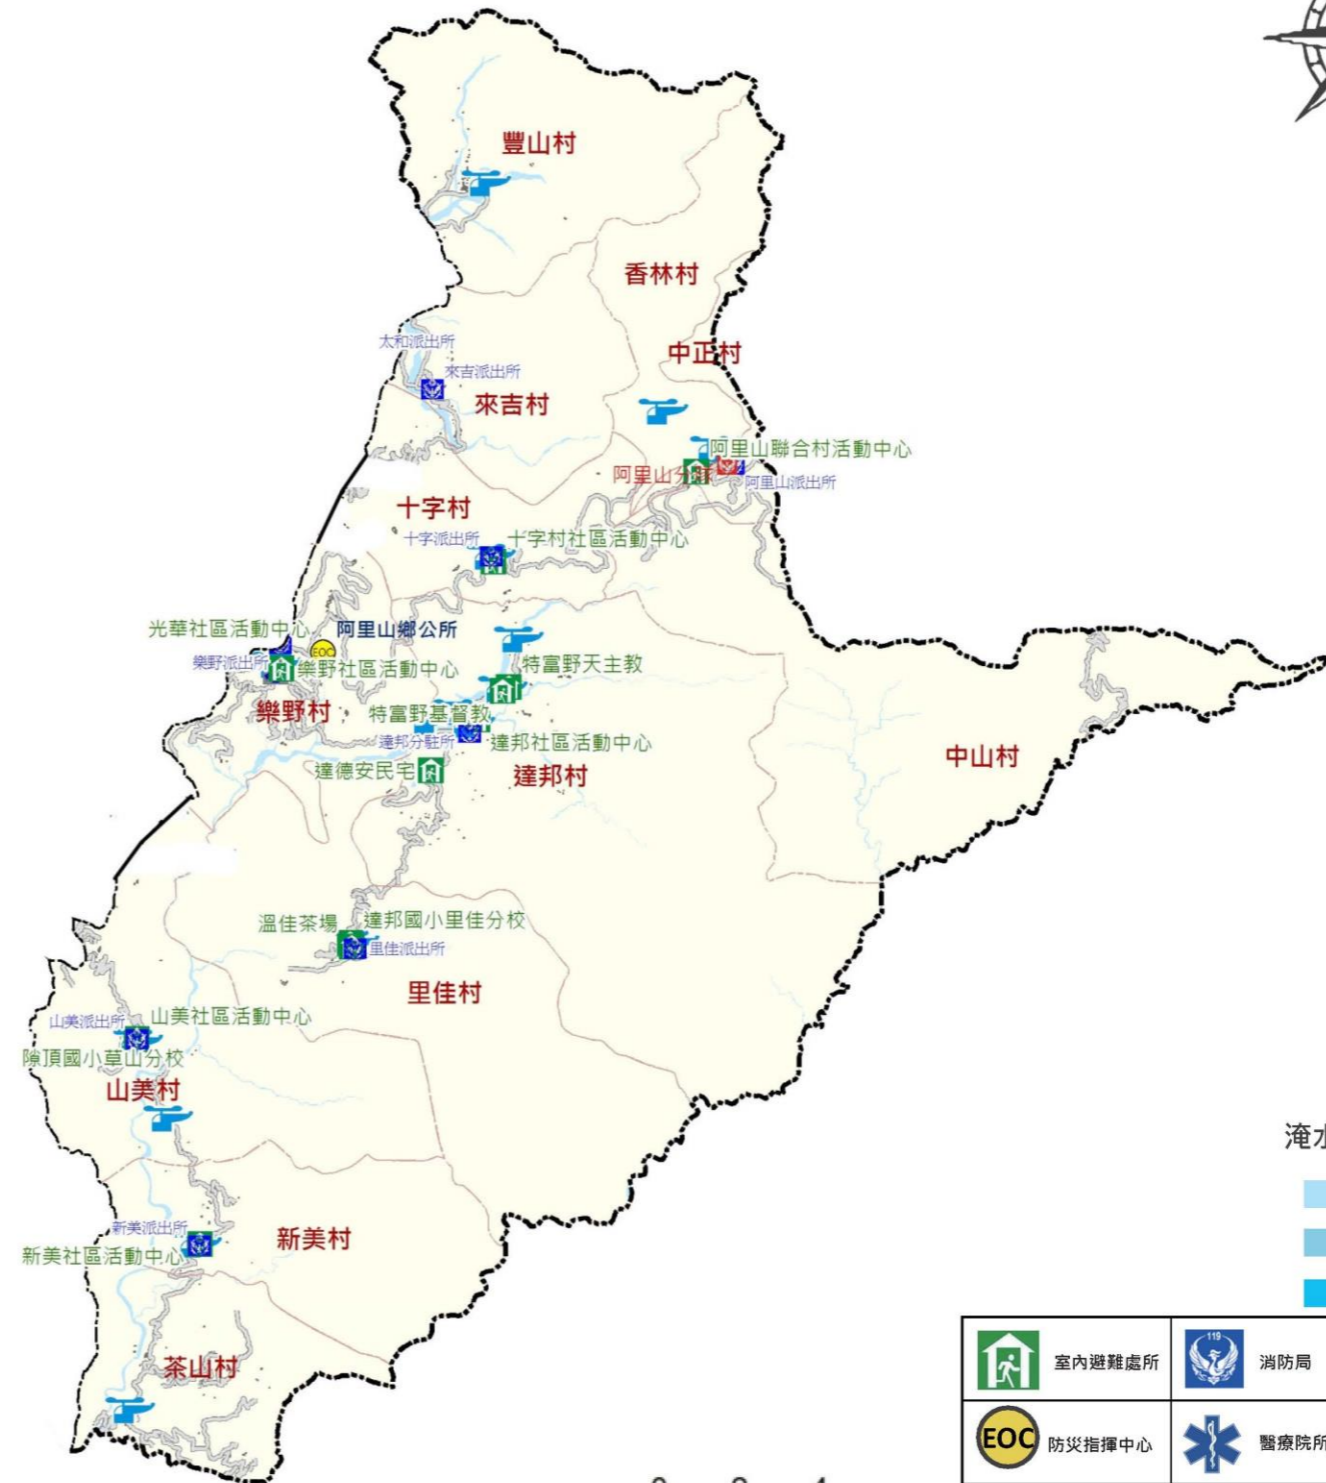 豐山村
香林村
中正村
太和派出所
來吉派出所
來吉村
阿里山聯合村活動中心
阿里山分隊
阿里山派出所
十字村
十字派出所
十字村社區活動中心
光華社區活動中心
阿里山鄉公所
EOC
樂野派出所
樂野社區活動中心
特富野天主教
樂野村
特富野基督教
達邦分駐所
達邦社區活動中心
達德安民宅
達邦村
中山村
溫佳茶場
達邦國小里佳分校
里佳派出所
里佳村
山美派出所
山美社區活動中心
隙頂國小草山分校
山美村
淹水
新美派出所
新美村
新美社區活動中心
茶山村
室內避難處所
119
消防局
EOC
防災指揮中心
醫療院所